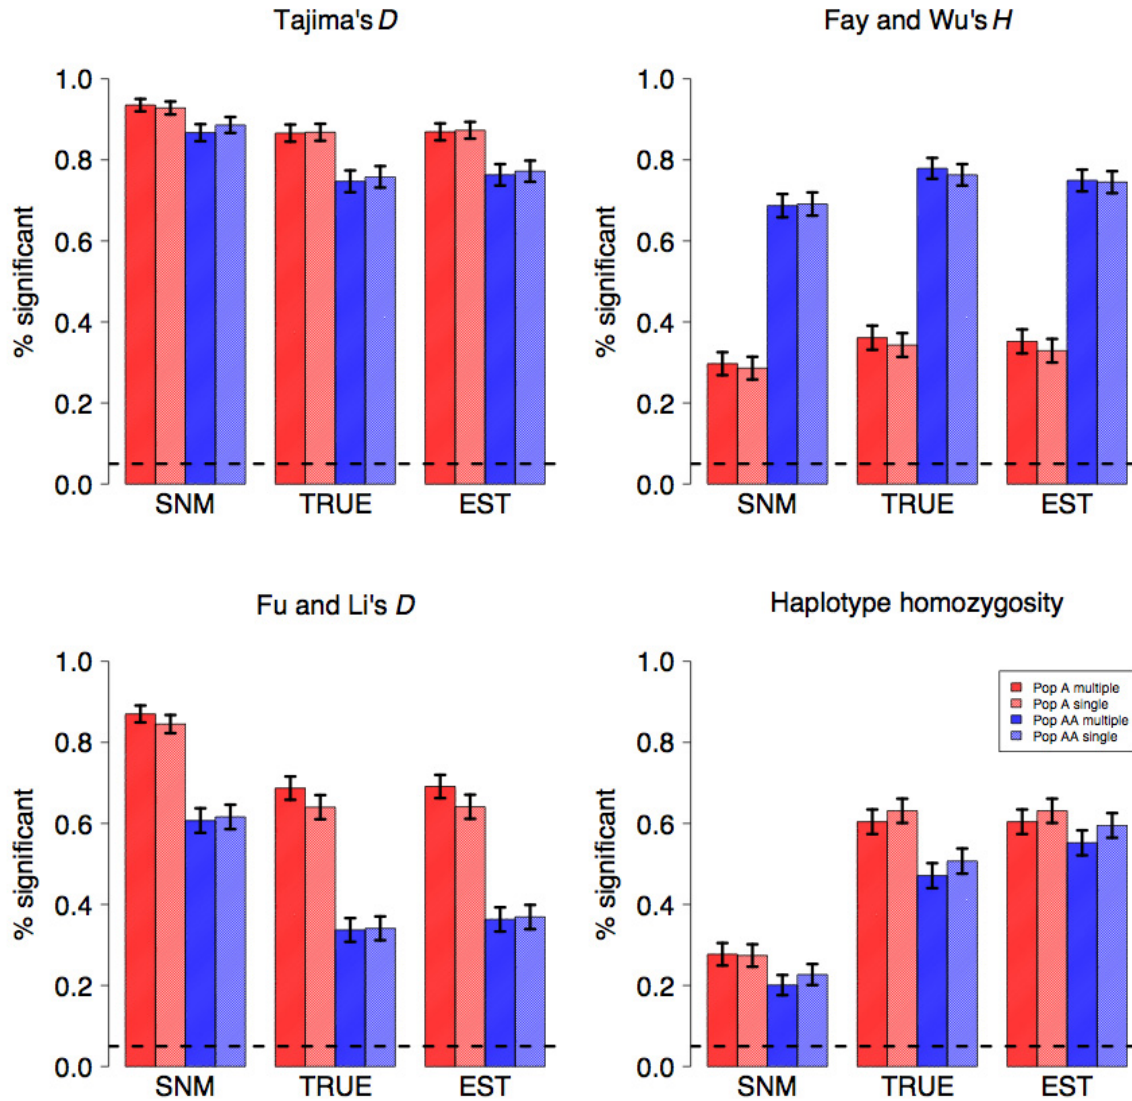 Tajima's D
% significant
1.0
0.8
0.6
0.4
0.2
0.0
SNM TRUE EST
Fay and Wu's H
% significant
1.0
0.8
0.6
0.4
0.2
0.0
SNM TRUE EST
Fu and Li's D
% significant
1.0
0.8
0.6
0.4
0.2
0.0
SNM TRUE EST
Haplotype homozygosity
% significant
1.0
0.8
0.6
0.4
0.2
0.0
Pop A multiple
Pop A single
Pop AA multiple
Pop AA single
SNM TRUE EST